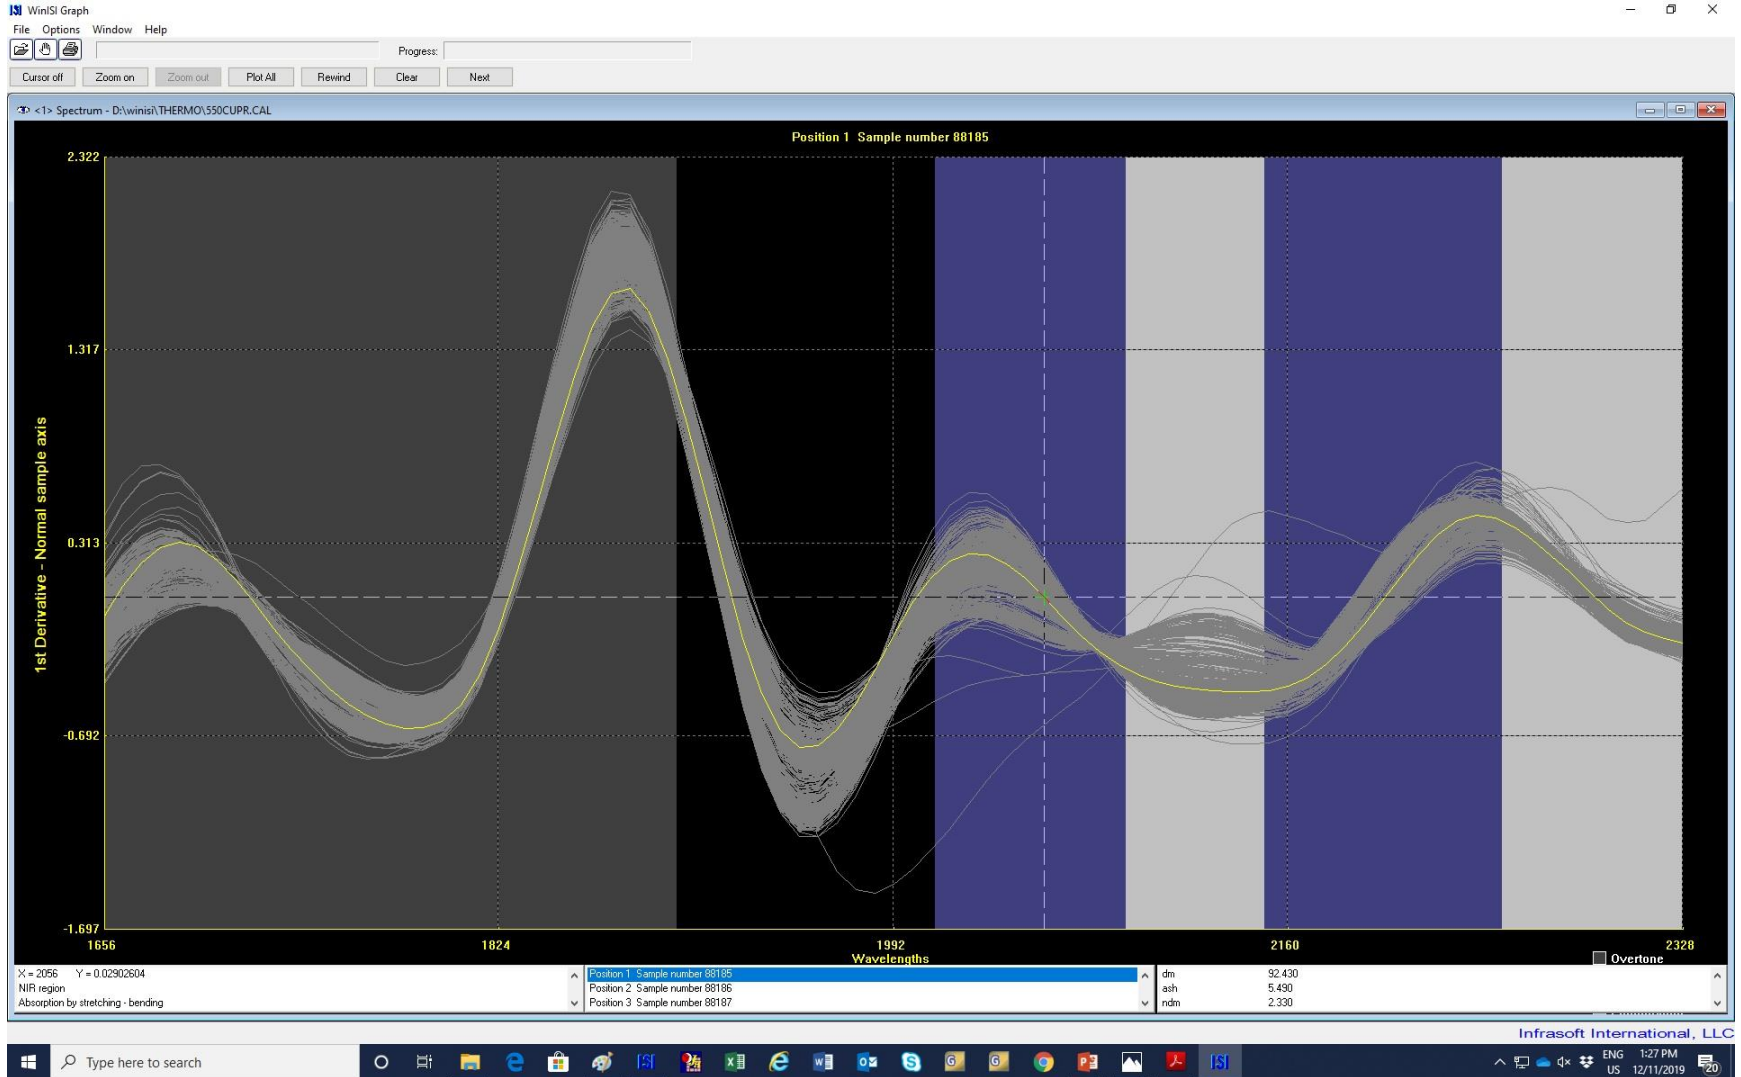 ISI WinISI Graph
File Options Window Help
Progress:
Cursor off Zoom on Zoom out Plot All Rewind Clear Next
<1> Spectrum - D:\winisi\THERMO\550CUPR.CAL
Position 1 Sample number 88185
2.322
1.317
0.313
-0.692
-1.697
1st Derivative - Normal sample axis
1656 1824 1992 2160 2328
Wavelengths
Overtone
X = 2056 Y = 0.02902604
NIR region
Absorption by stretching - bending
Position 1 Sample number 88185
Position 2 Sample number 88186
Position 3 Sample number 88187
dm 92.430
ash 5.490
ndm 2.330
Infrasoft International, LLC
Type here to search
ENG 1:27 PM
US 12/11/2019
20